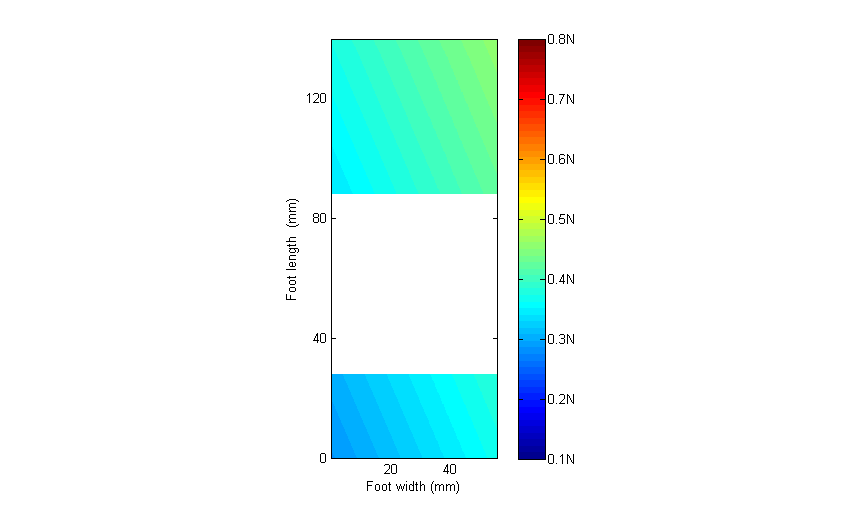 120
80
40
0
20 40
Foot width (mm)
Foot length (mm)
0.8N
0.7N
0.6N
0.5N
0.4N
0.3N
0.2N
0.1N